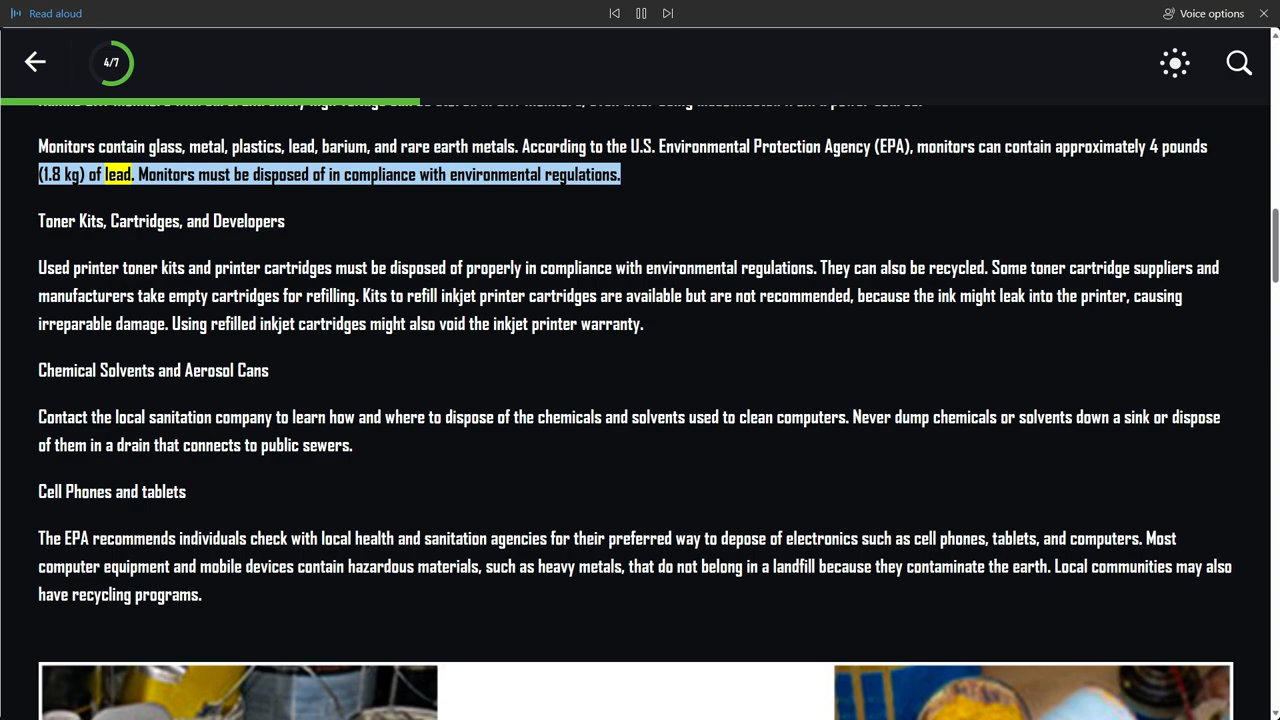 Read aloud
Voice options
4/7
Monitors contain glass, metal, plastics, lead, barium, and rare earth metals. According to the U.S. Environmental Protection Agency (EPA), monitors can contain approximately 4 pounds
(1.8 kg) of lead. Monitors must be disposed of in compliance with environmental regulations.
Toner Kits, Cartridges, and Developers
Used printer toner kits and printer cartridges must be disposed of properly in compliance with environmental regulations. They can also be recycled. Some toner cartridge suppliers and
manufacturers take empty cartridges for refilling. Kits to refill inkjet printer cartridges are available but are not recommended, because the ink might leak into the printer, causing
irreparable damage. Using refilled inkjet cartridges might also void the inkjet printer warranty.
Chemical Solvents and Aerosol Cans
Contact the local sanitation company to learn how and where to dispose of the chemicals and solvents used to clean computers. Never dump chemicals or solvents down a sink or dispose
of them in a drain that connects to public sewers.
Cell Phones and tablets
The EPA recommends individuals check with local health and sanitation agencies for their preferred way to depose of electronics such as cell phones, tablets, and computers. Most
computer equipment and mobile devices contain hazardous materials, such as heavy metals, that do not belong in a landfill because they contaminate the earth. Local communities may also
have recycling programs.